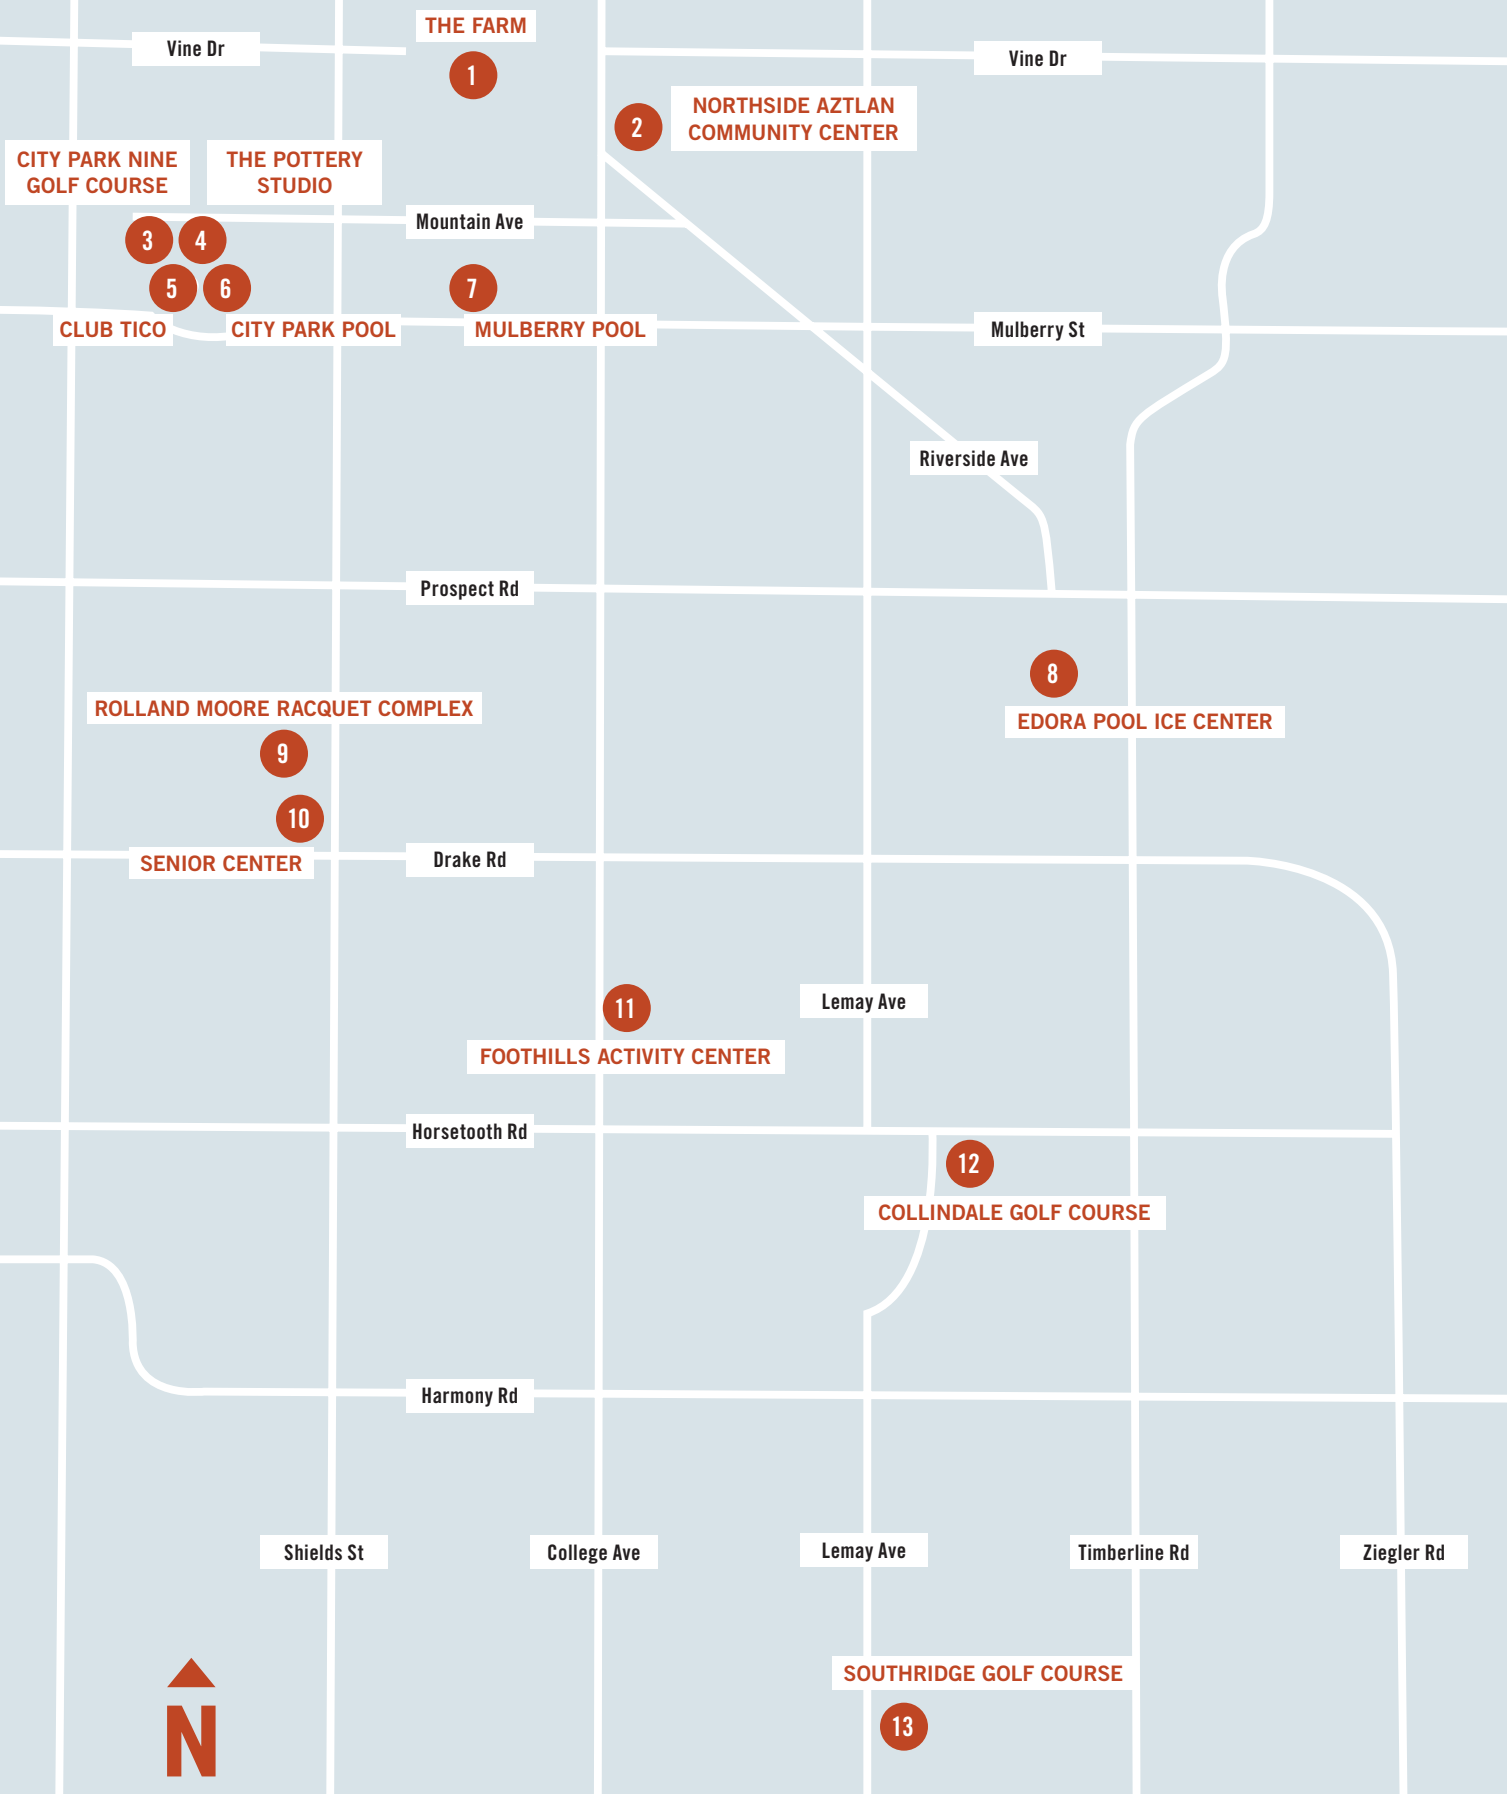 THE FARM
Vine Dr
Vine Dr
1
NORTHSIDE AZTLAN
COMMUNITY CENTER
2
CITY PARK NINE
GOLF COURSE
THE POTTERY
STUDIO
Mountain Ave
3
4
5
6
7
CLUB TICO
CITY PARK POOL
MULBERRY POOL
Mulberry St
Riverside Ave
Prospect Rd
8
EDORA POOL ICE CENTER
ROLLAND MOORE RACQUET COMPLEX
9
10
SENIOR CENTER
Drake Rd
11
Lemay Ave
FOOTHILLS ACTIVITY CENTER
Horsetooth Rd
12
COLLINDALE GOLF COURSE
Harmony Rd
Shields St
College Ave
Lemay Ave
Timberline Rd
Ziegler Rd
SOUTHRIDGE GOLF COURSE
13
N